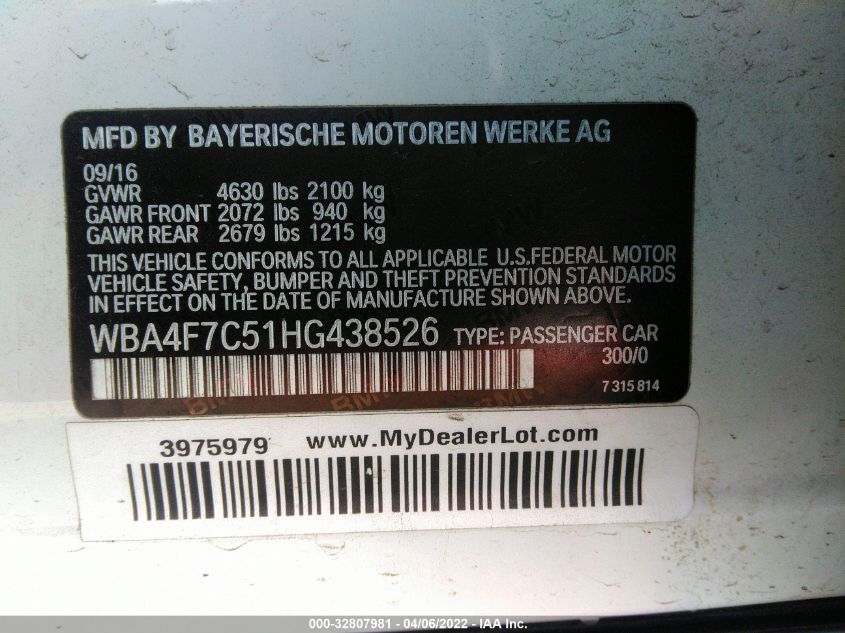 MFD BY BAYERISCHE MOTOREN WERKE AG
09/16
GVWR 4630 lbs 2100 kg
GAWR FRONT 2072 lbs 940 kg
GAWR REAR 2679 lbs 1215 kg
THIS VEHICLE CONFORMS TO ALL APPLICABLE U.S.FEDERAL MOTOR
VEHICLE SAFETY, BUMPER AND THEFT PREVENTION STANDARDS
IN EFFECT ON THE DATE OF MANUFACTURE SHOWN ABOVE.
WBA4F7C51HG438526 TYPE: PASSENGER CAR
300/0
7 315 814
3975979 www.MyDealerLot.com
000-32807981 - 04/06/2022 - IAA Inc.